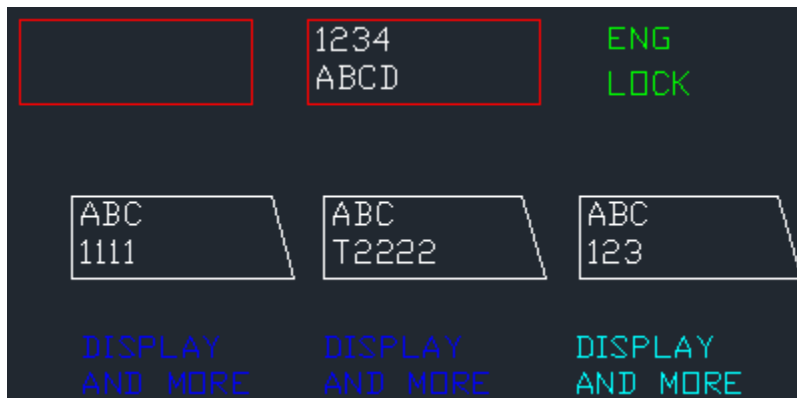 1234
ABCD
ENG
LOCK
ABC
1111
ABC
T2222
ABC
123
DISPLAY
AND MORE
DISPLAY
AND MORE
DISPLAY
AND MORE